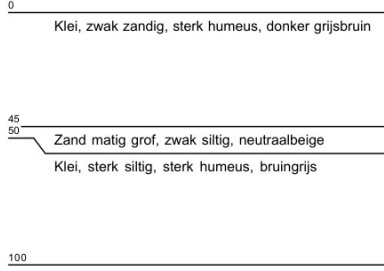 0
Klei, zwak zandig, sterk humeus, donker grijsbruin
45
50
Zand matig grof, zwak siltig, neutraalbeige
Klei, sterk siltig, sterk humeus, bruingrijs
100